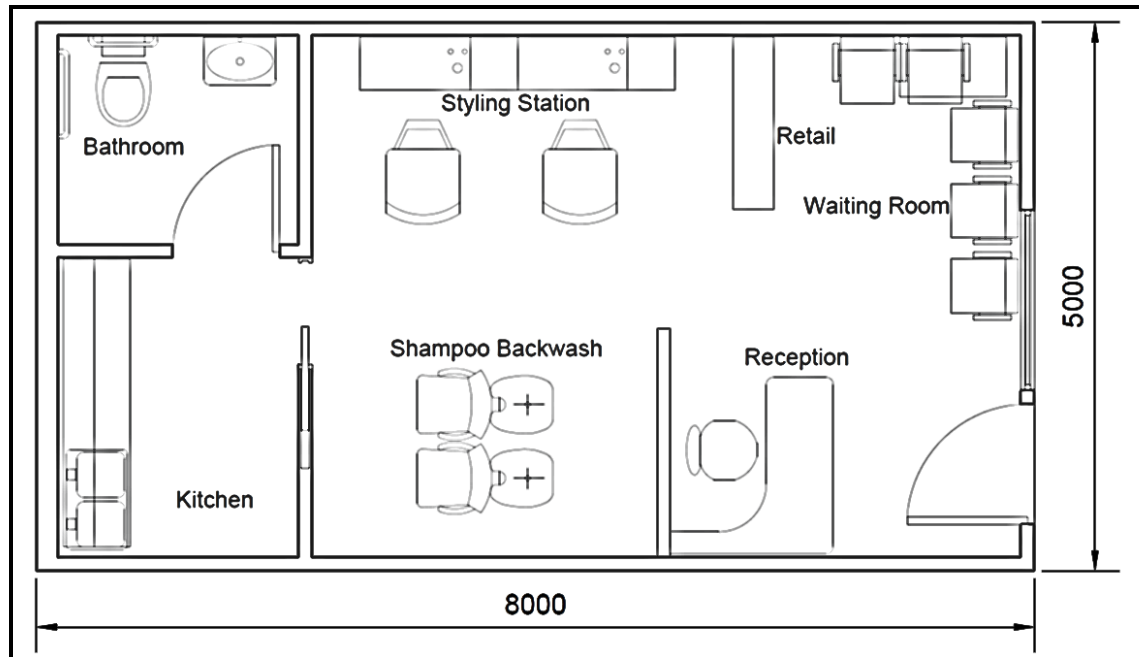 Styling Station
Bathroom
Retail
Waiting Room
5000
Shampoo Backwash
Reception
Kitchen
8000